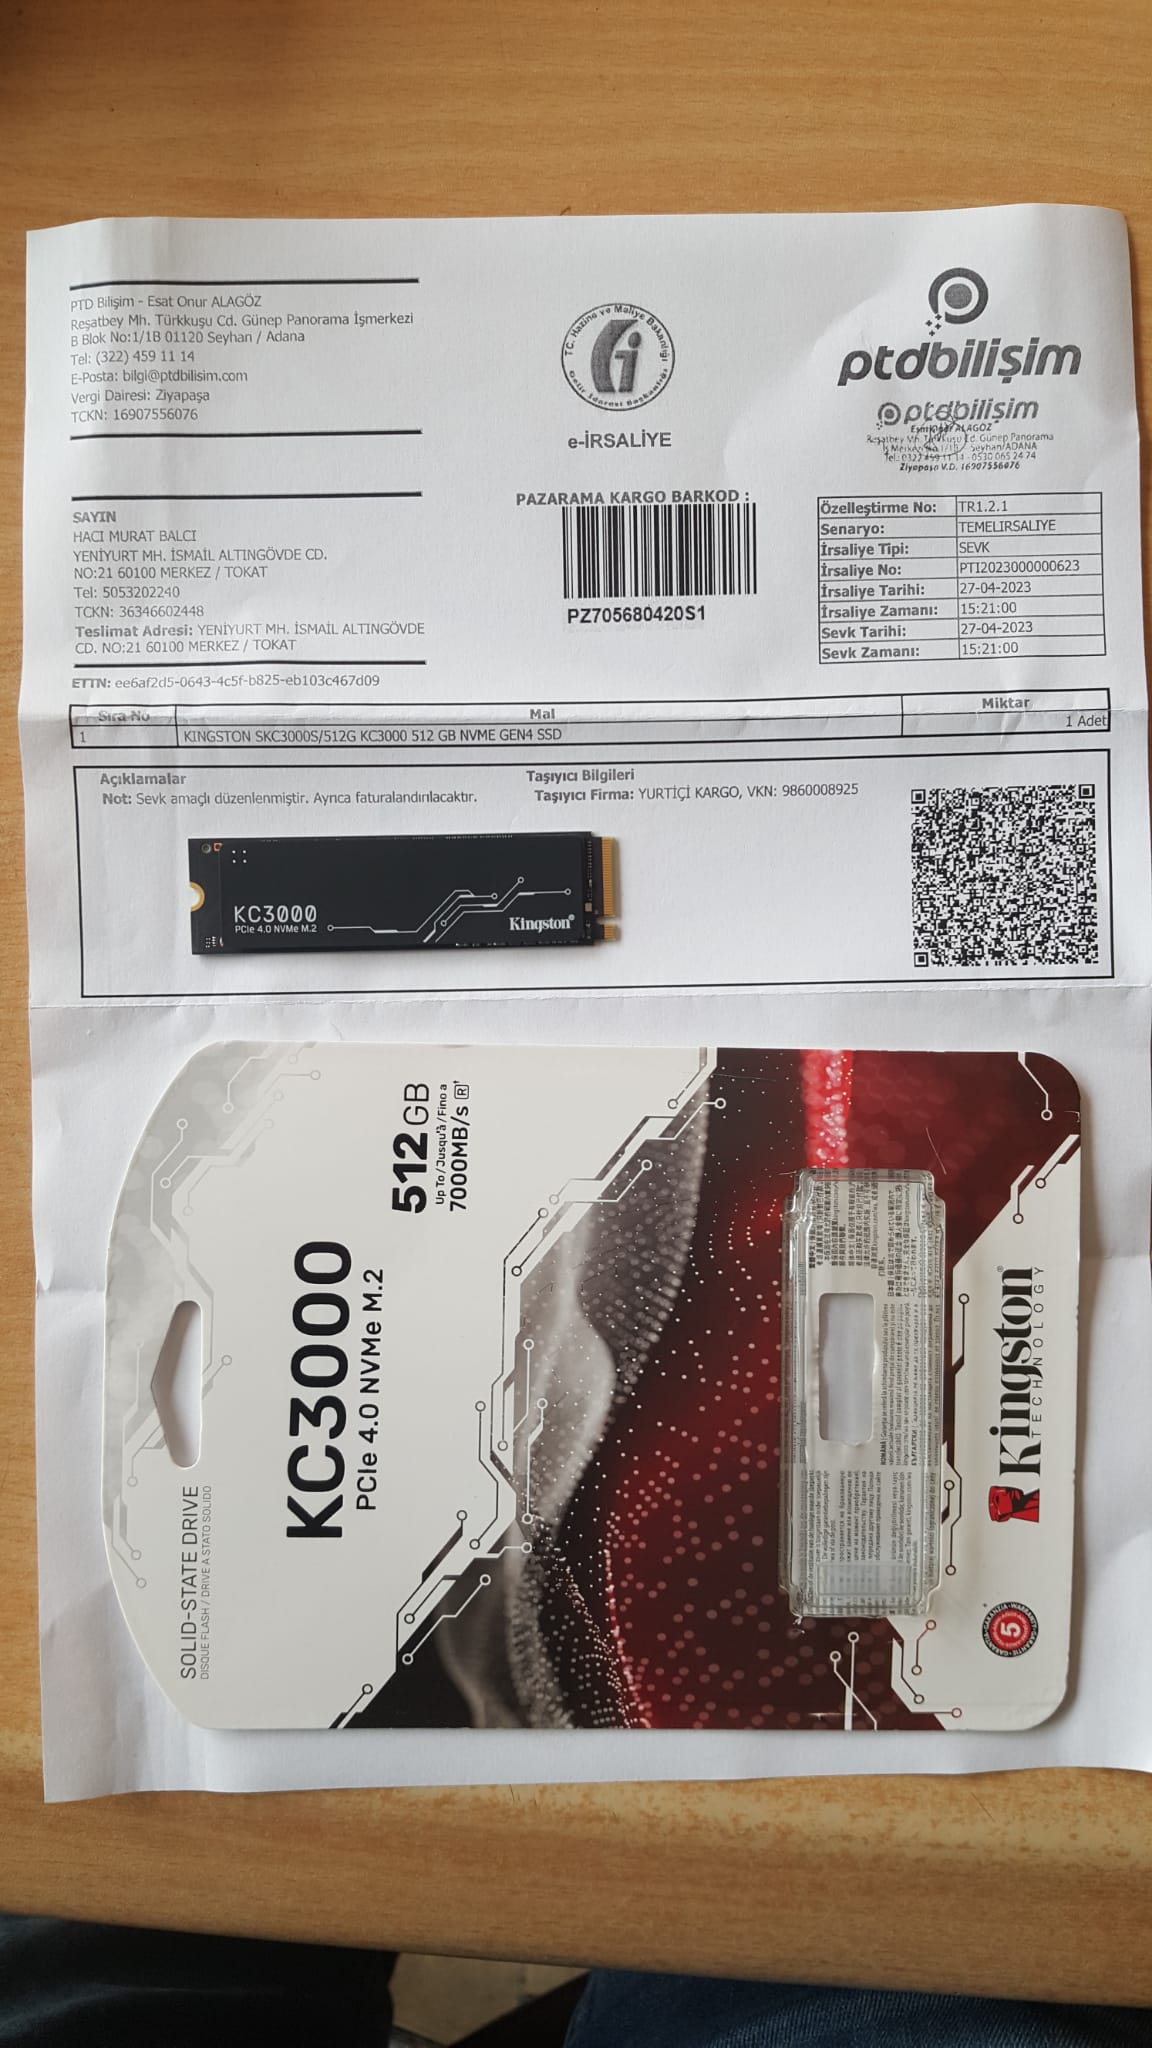 PTD Bilişim - Esat Onur ALAGÖZ
Reşatbey Mh. Türkkuşu Cd. Günep Panorama İşmerkezi
B Blok No:1/1B 01120 Seyhan / Adana
Tel: (322) 459 11 14
E-Posta: bilgi@ptdbilisim.com
Vergi Dairesi: Ziyapaşa
TCKN: 16907556076
T.C. Hazine ve Maliye Bakanlığı
Gelir İdaresi Başkanlığı
e-İRSALİYE
ptdbilişim
ptdbilişim
Esat Onur ALAGÖZ
Reşatbey Mh. Türkkuşu Cd. Günep Panorama
Seyhan/ADANA
Tel: 0322 459 11 14 - 0530 065 24 74
Ziyapaşa V.D. 16907556076
SAYIN
HACI MURAT BALCI
YENİYURT MH. İSMAİL ALTINGÖVDE CD.
NO:21 60100 MERKEZ / TOKAT
Tel: 5053202240
TCKN: 36346602448
Teslimat Adresi: YENİYURT MH. İSMAİL ALTINGÖVDE
CD. NO:21 60100 MERKEZ / TOKAT
ETTN: ee6af2d5-0643-4c5f-b825-eb103c467d09
PAZARAMA KARGO BARKOD :
PZ705680420S1
Özelleştirme No: TR1.2.1
Senaryo: TEMELIRSALIYE
İrsaliye Tipi: SEVK
İrsaliye No: PTI2023000000623
İrsaliye Tarihi: 27-04-2023
İrsaliye Zamanı: 15:21:00
Sevk Tarihi: 27-04-2023
Sevk Zamanı: 15:21:00
Sıra No Mal Miktar
1 KINGSTON SKC3000S/512G KC3000 512 GB NVME GEN4 SSD 1 Adet
Açıklamalar
Not: Sevk amaçlı düzenlenmiştir. Ayrıca faturalandırılacaktır.
Taşıyıcı Bilgileri
Taşıyıcı Firma: YURTİÇİ KARGO, VKN: 9860008925
KC3000
PCIe 4.0 NVMe M.2
Kingston
SOLID-STATE DRIVE
DISQUE FLASH / DRIVE A STATO SOLIDO
KC3000
PCIe 4.0 NVMe M.2
512 GB
Up To / Jusqu'à / Fino a
7000MB/s R
Kingston
TECHNOLOGY
5